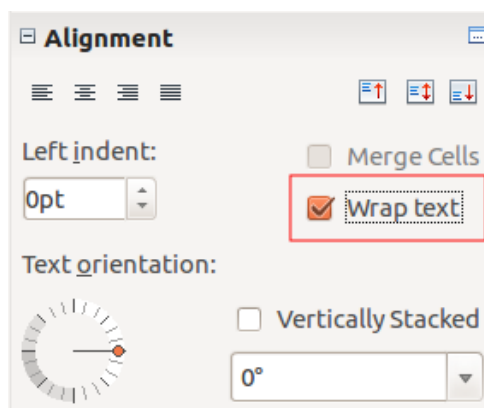 Alignment
Left indent:
Merge Cells
0pt
Wrap text
Text orientation:
Vertically Stacked
0°